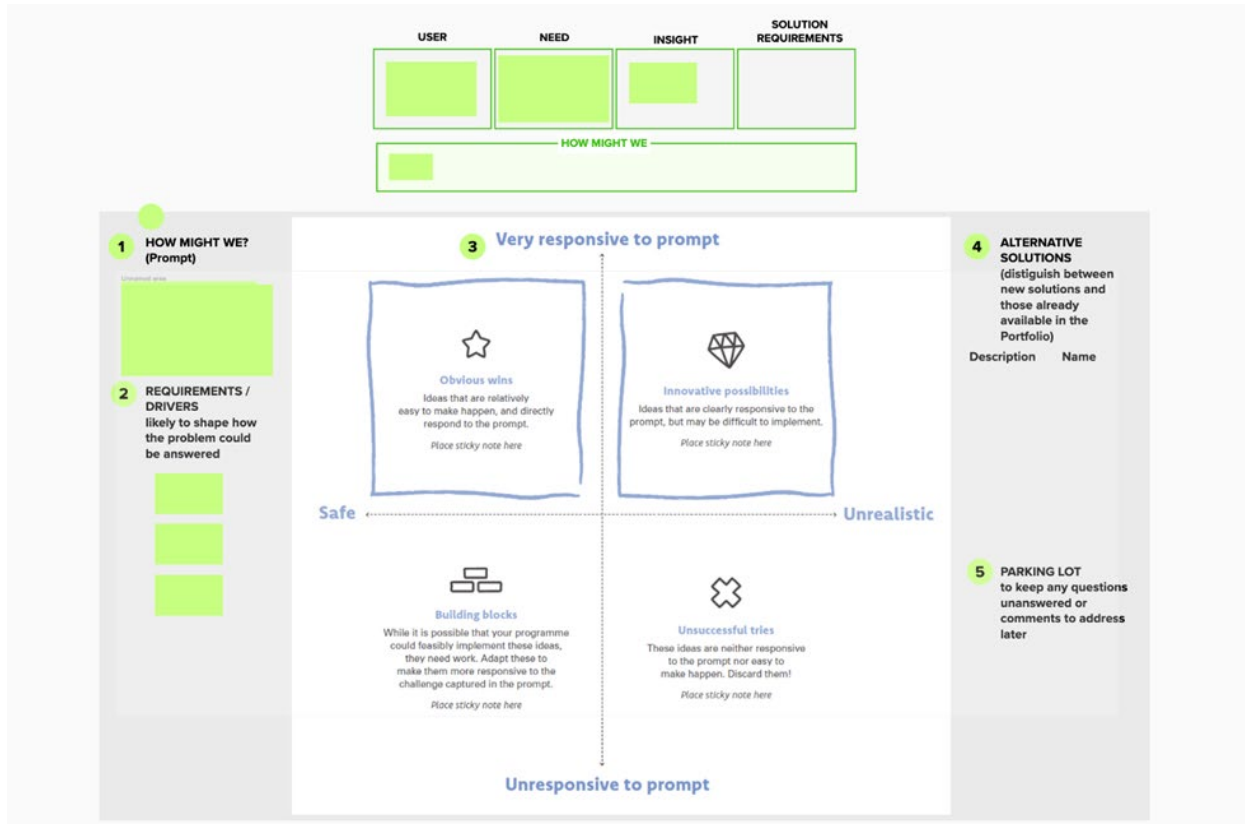 USER
NEED
INSIGHT
SOLUTION
REQUIREMENTS
HOW MIGHT WE
1
HOW MIGHT WE?
(Prompt)
Unnamed area
2
REQUIREMENTS /
DRIVERS
likely to shape how
the problem could
be answered
3
Very responsive to prompt
Obvious wins
Ideas that are relatively
easy to make happen, and directly
respond to the prompt.
Place sticky note here
Innovative possibilities
Ideas that are clearly responsive to the
prompt, but may be difficult to implement.
Place sticky note here
Safe
Unrealistic
Building blocks
While it is possible that your programme
could feasibly implement these ideas,
they need work. Adapt these to
make them more responsive to the
challenge captured in the prompt.
Place sticky note here
Unsuccessful tries
These ideas are neither responsive
to the prompt nor easy to
make happen. Discard them!
Place sticky note here
Unresponsive to prompt
4
ALTERNATIVE
SOLUTIONS
(distiguish between
new solutions and
those already
available in the
Portfolio)
Description Name
5
PARKING LOT
to keep any questions
unanswered or
comments to address
later